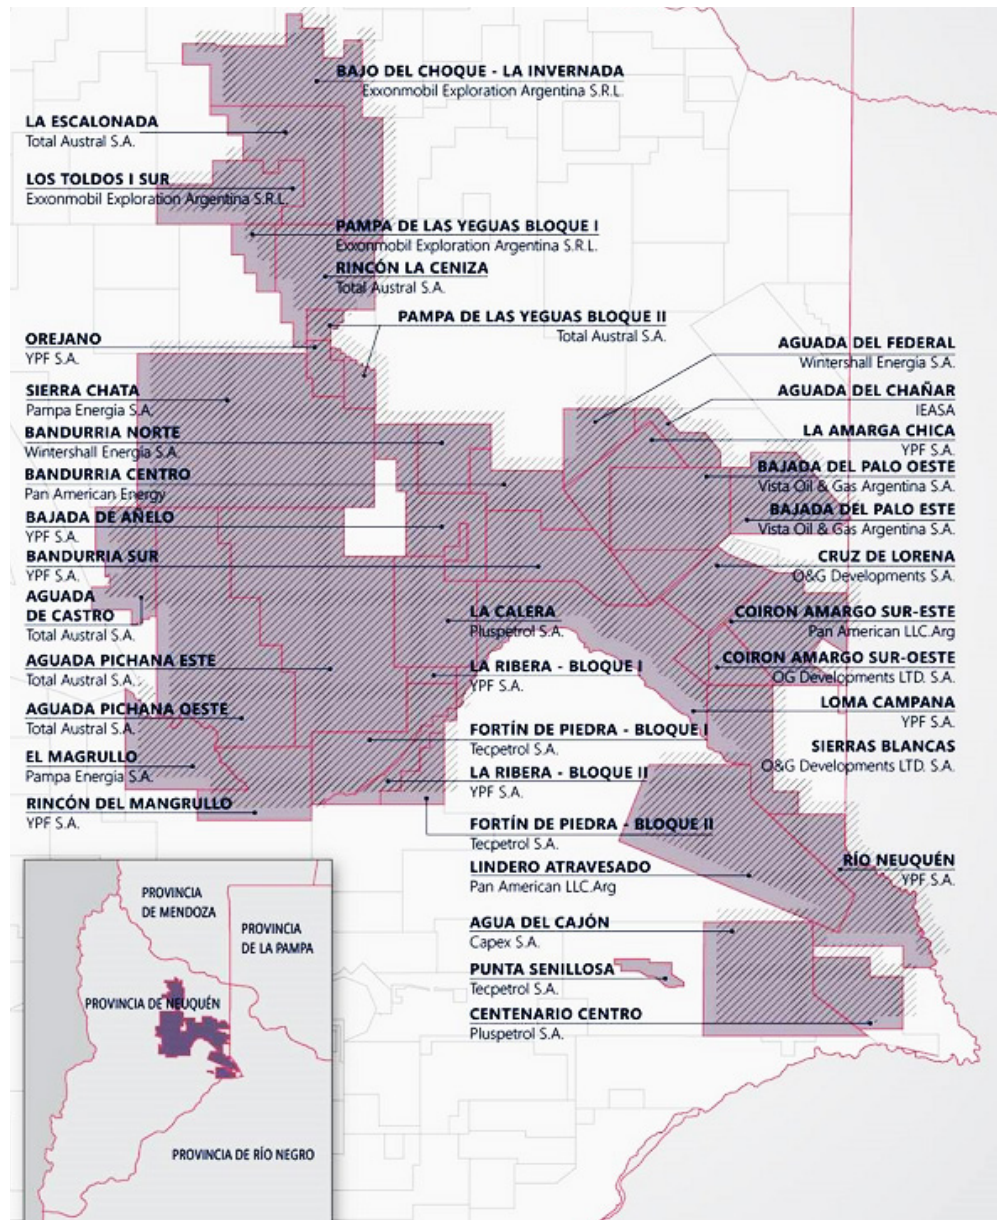 BAJO DEL CHOQUE - LA INVERNADA
Exxonmobil Exploration Argentina S.R.L.
LA ESCALONADA
Total Austral S.A.
LOS TOLDOS I SUR
Exxonmobil Exploration Argentina S.R.L.
PAMPA DE LAS YEGUAS BLOQUE I
Exxonmobil Exploration Argentina S.R.L.
RINCÓN LA CENIZA
Total Austral S.A.
PAMPA DE LAS YEGUAS BLOQUE II
Total Austral S.A.
OREJANO
YPF S.A.
SIERRA CHATA
Pampa Energia S.A.
BANDURRIA NORTE
Wintershall Energía S.A.
BANDURRIA CENTRO
Pan American Energy
BAJADA DE AÑELO
YPF S.A.
BANDURRIA SUR
YPF S.A.
AGUADA
DE CASTRO
Total Austral S.A.
AGUADA PICHANA ESTE
Total Austral S.A.
AGUADA PICHANA OESTE
Total Austral S.A.
EL MAGRULLO
Pampa Energia S.A.
RINCÓN DEL MANGRULLO
YPF S.A.
AGUADA DEL FEDERAL
Wintershall Energía S.A.
AGUADA DEL CHAÑAR
IEASA
LA AMARGA CHICA
YPF S.A.
BAJADA DEL PALO OESTE
Vista Oil & Gas Argentina S.A.
BAJADA DEL PALO ESTE
Vista Oil & Gas Argentina S.A.
CRUZ DE LORENA
O&G Developments S.A.
COIRON AMARGO SUR-ESTE
Pan American LLC.Arg
COIRON AMARGO SUR-OESTE
OG Developments LTD. S.A.
LOMA CAMPANA
YPF S.A.
SIERRAS BLANCAS
O&G Developments LTD. S.A.
LA CALERA
Pluspetrol S.A.
LA RIBERA - BLOQUE I
YPF S.A.
FORTÍN DE PIEDRA - BLOQUE I
Tecpetrol S.A.
LA RIBERA - BLOQUE II
YPF S.A.
FORTÍN DE PIEDRA - BLOQUE II
Tecpetrol S.A.
LINDERO ATRAVESADO
Pan American LLC.Arg
RÍO NEUQUÉN
YPF S.A.
AGUA DEL CAJÓN
Capex S.A.
PUNTA SENILLOSA
Tecpetrol S.A.
CENTENARIO CENTRO
Pluspetrol S.A.
PROVINCIA
DE MENDOZA
PROVINCIA
DE LA PAMPA
PROVINCIA DE NEUQUÉN
PROVINCIA DE RÍO NEGRO